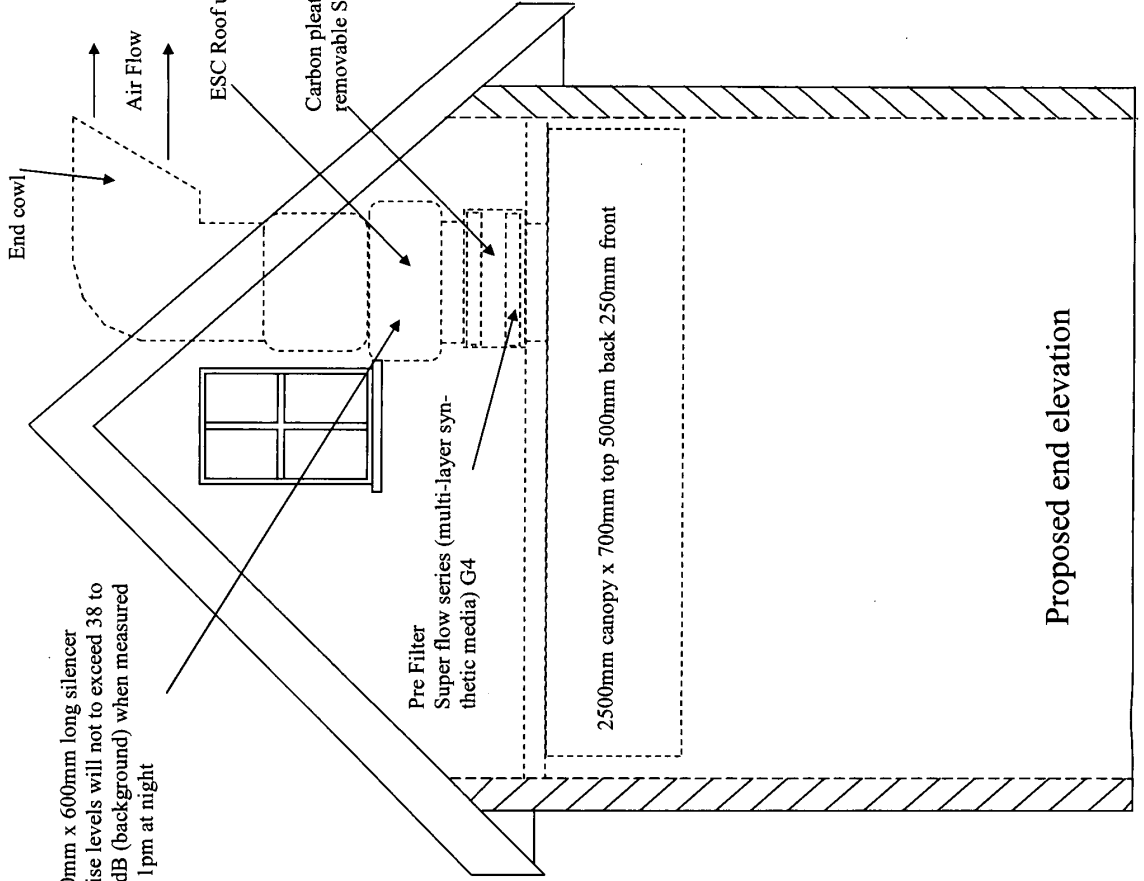 End cowl
Air Flow
ESC Roof
Carbon
removable
mm x 600mm long silencer
levels will not to exceed 38 to
dB (background) when measured
1pm at night
Pre Filter
Super flow series (multi-layer syn-
thetic media) G4
2500mm canopy x 700mm top 500mm back 250mm front
Proposed end elevation